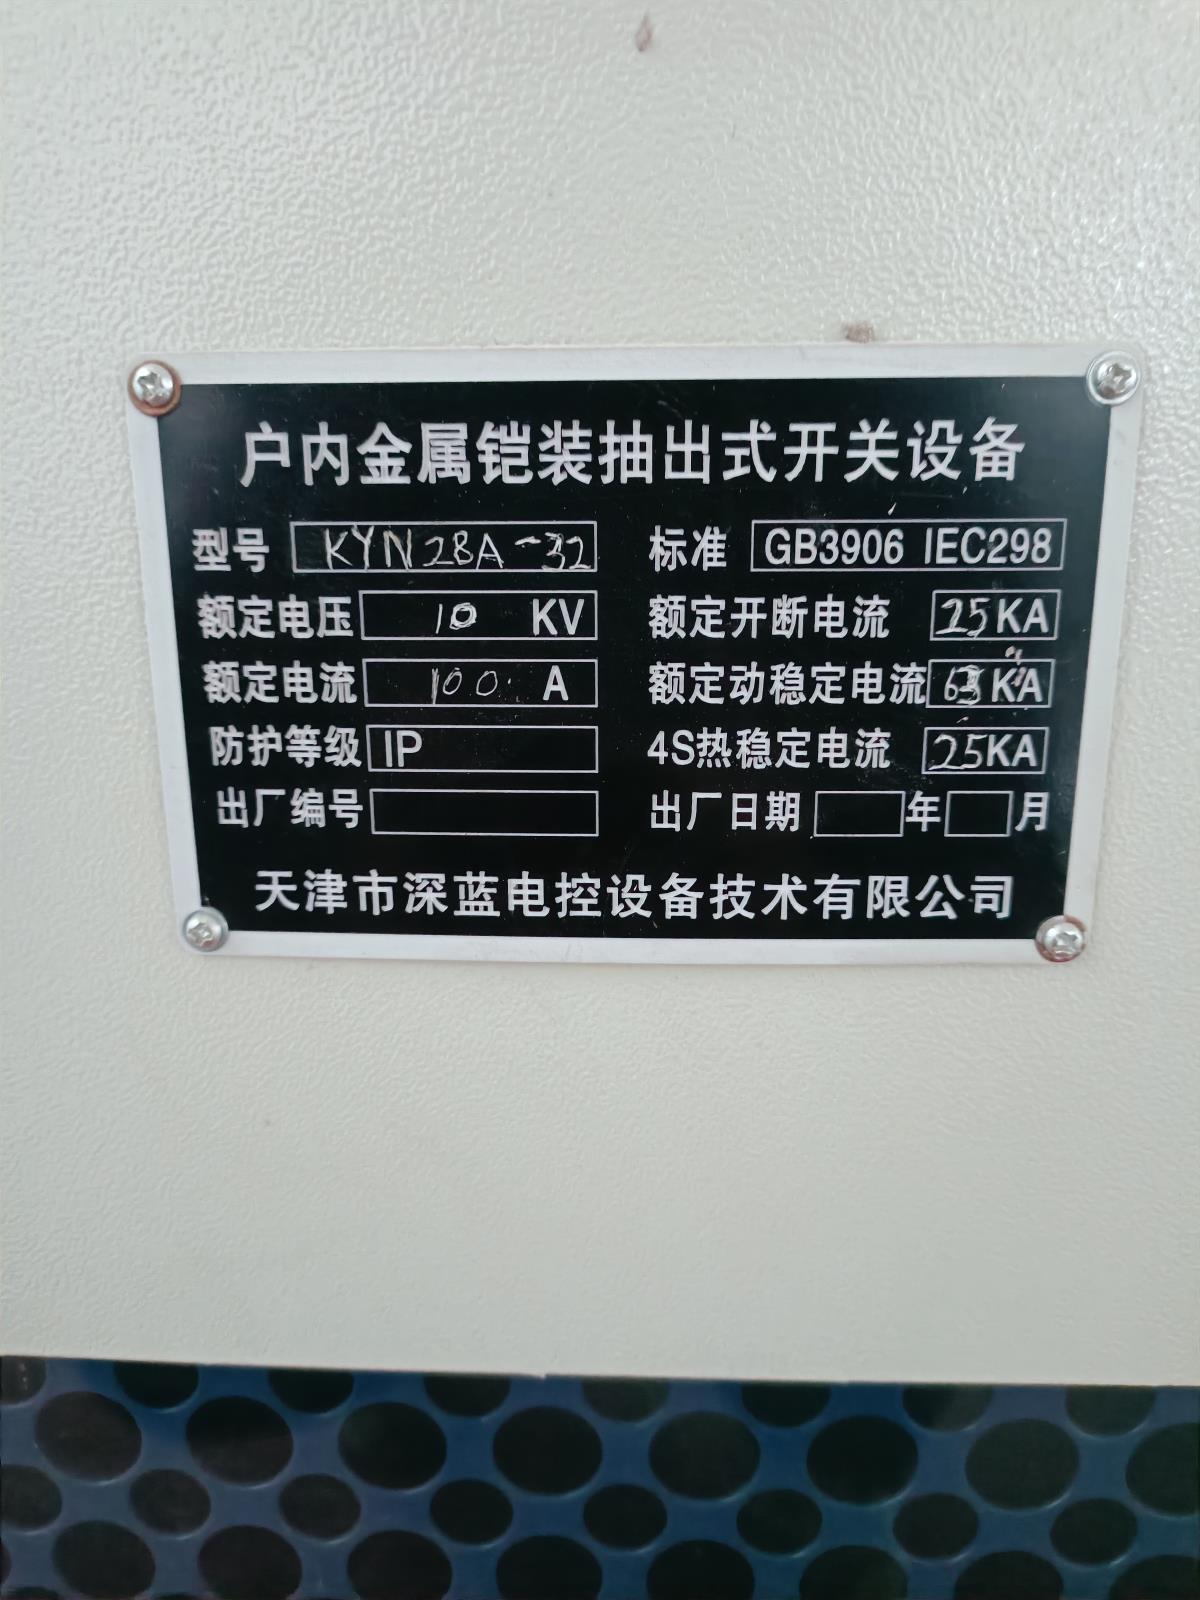 户内金属铠装抽出式开关设备
型号 KYN28A-32 标准 GB3906 IEC298
额定电压 10 KV 额定开断电流 25KA
额定电流 100 A 额定动稳定电流 63KA
防护等级 IP 4S热稳定电流 25KA
出厂编号 出厂日期 年 月
天津市深蓝电控设备技术有限公司